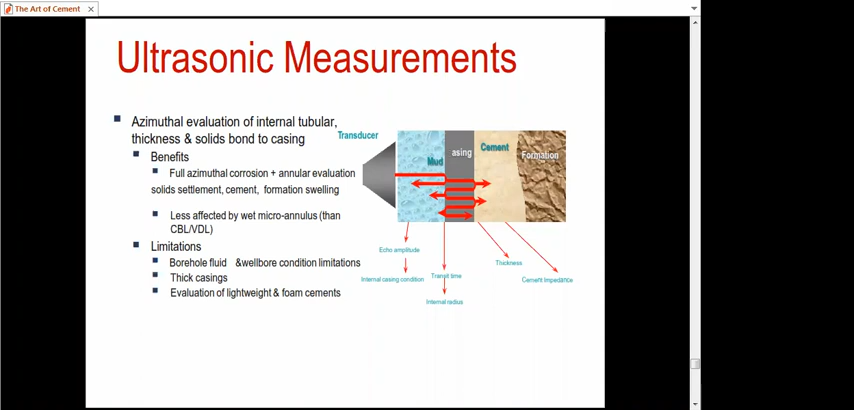 The Art of Cement
Ultrasonic Measurements
Azimuthal evaluation of internal tubular,
thickness & solids bond to casing
Benefits
Full azimuthal corrosion + annular evaluation
solids settlement, cement, formation swelling
Less affected by wet micro-annulus (than
CBL/VDL)
Limitations
Borehole fluid &wellbore condition limitations
Thick casings
Evaluation of lightweight & foam cements
Transducer
Mud
asing
Cement
Formation
Echo amplitude
Internal casing condition
Transit time
Internal radius
Thickness
Cement Impedance